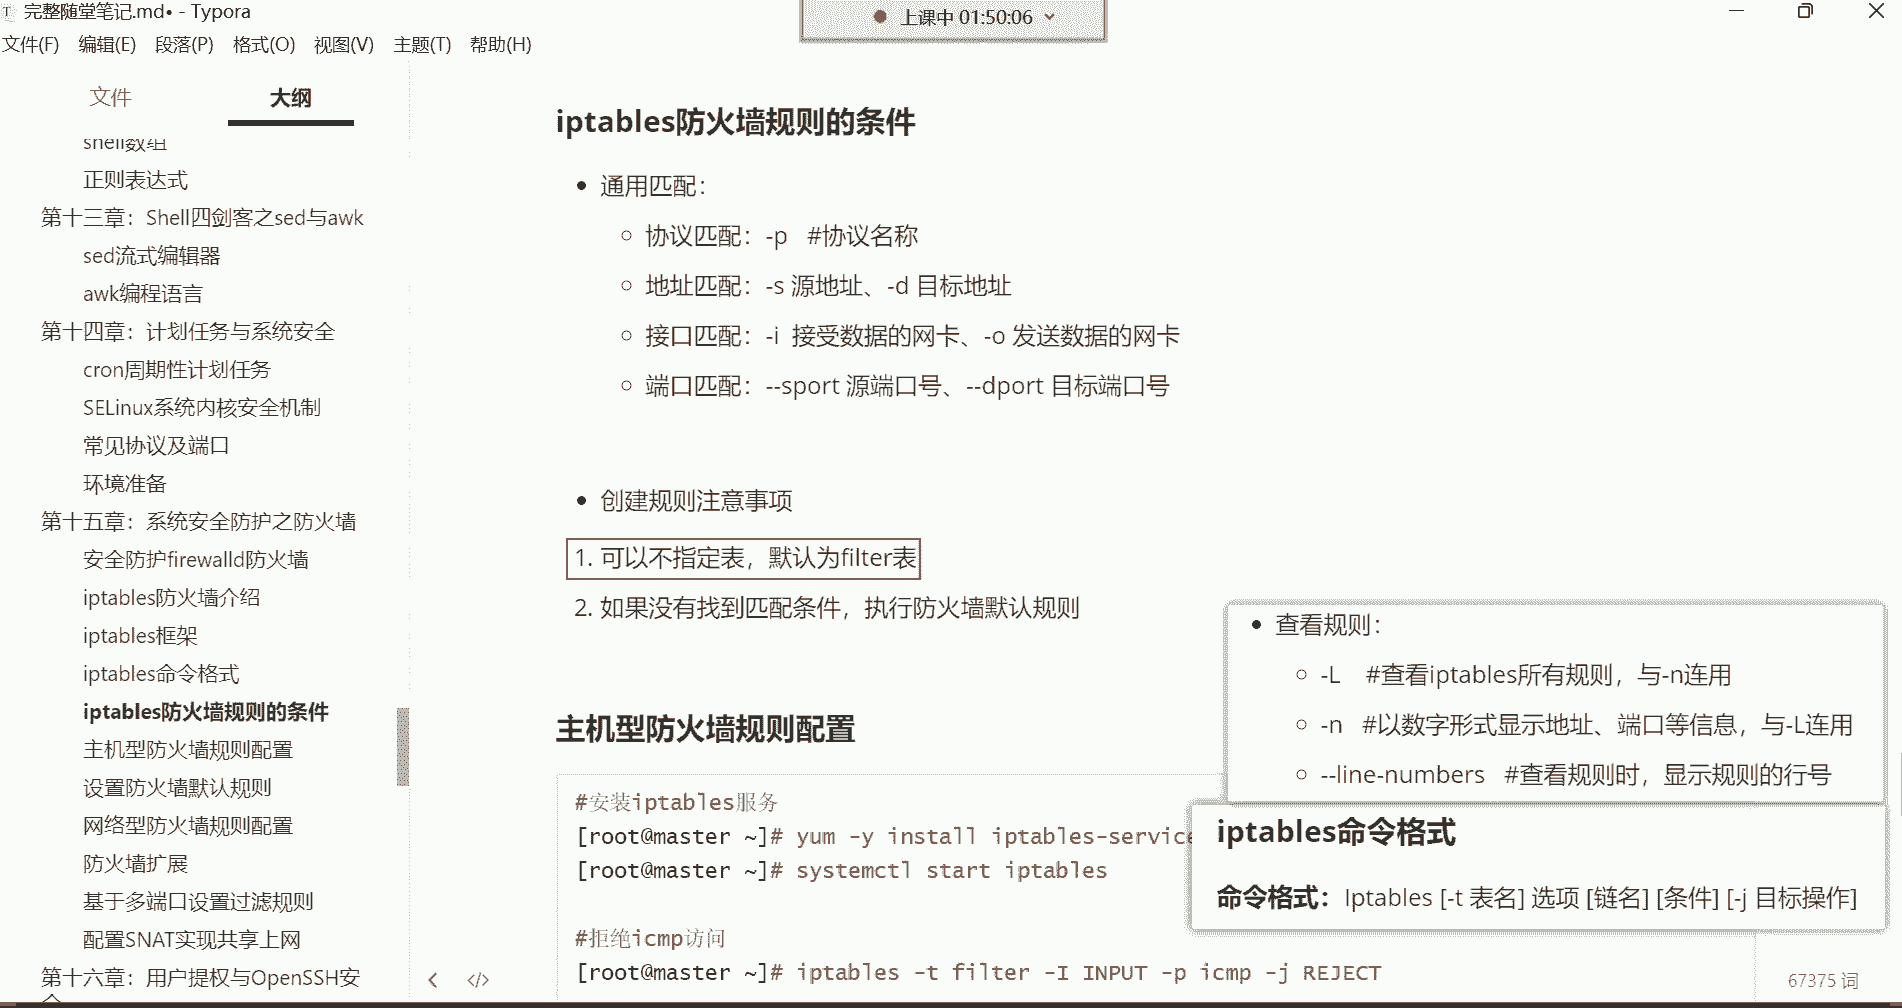 完整随堂笔记.md• - Typora
上课中 01:50:06
文件(F) 编辑(E) 段落(P) 格式(O) 视图(V) 主题(T) 帮助(H)
文件 大纲
shell数组
正则表达式
第十三章：Shell四剑客之sed与awk
sed流式编辑器
awk编程语言
第十四章：计划任务与系统安全
cron周期性计划任务
SELinux系统内核安全机制
常见协议及端口
环境准备
第十五章：系统安全防护之防火墙
安全防护firewalld防火墙
iptables防火墙介绍
iptables框架
iptables命令格式
iptables防火墙规则的条件
主机型防火墙规则配置
设置防火墙默认规则
网络型防火墙规则配置
防火墙扩展
基于多端口设置过滤规则
配置SNAT实现共享上网
第十六章：用户提权与OpenSSH安
iptables防火墙规则的条件
通用匹配：
协议匹配：-p #协议名称
地址匹配：-s 源地址、-d 目标地址
接口匹配：-i 接受数据的网卡、-o 发送数据的网卡
端口匹配：--sport 源端口号、--dport 目标端口号
创建规则注意事项
1. 可以不指定表，默认为filter表
2. 如果没有找到匹配条件，执行防火墙默认规则
主机型防火墙规则配置
#安装iptables服务
[root@master ~]# yum -y install iptables-service
[root@master ~]# systemctl start iptables
#拒绝icmp访问
[root@master ~]# iptables -t filter -I INPUT -p icmp -j REJECT
查看规则：
-L #查看iptables所有规则，与-n连用
-n #以数字形式显示地址、端口等信息，与-L连用
--line-numbers #查看规则时，显示规则的行号
iptables命令格式
命令格式：Iptables [-t 表名] 选项 [链名] [条件] [-j 目标操作]
67375 词